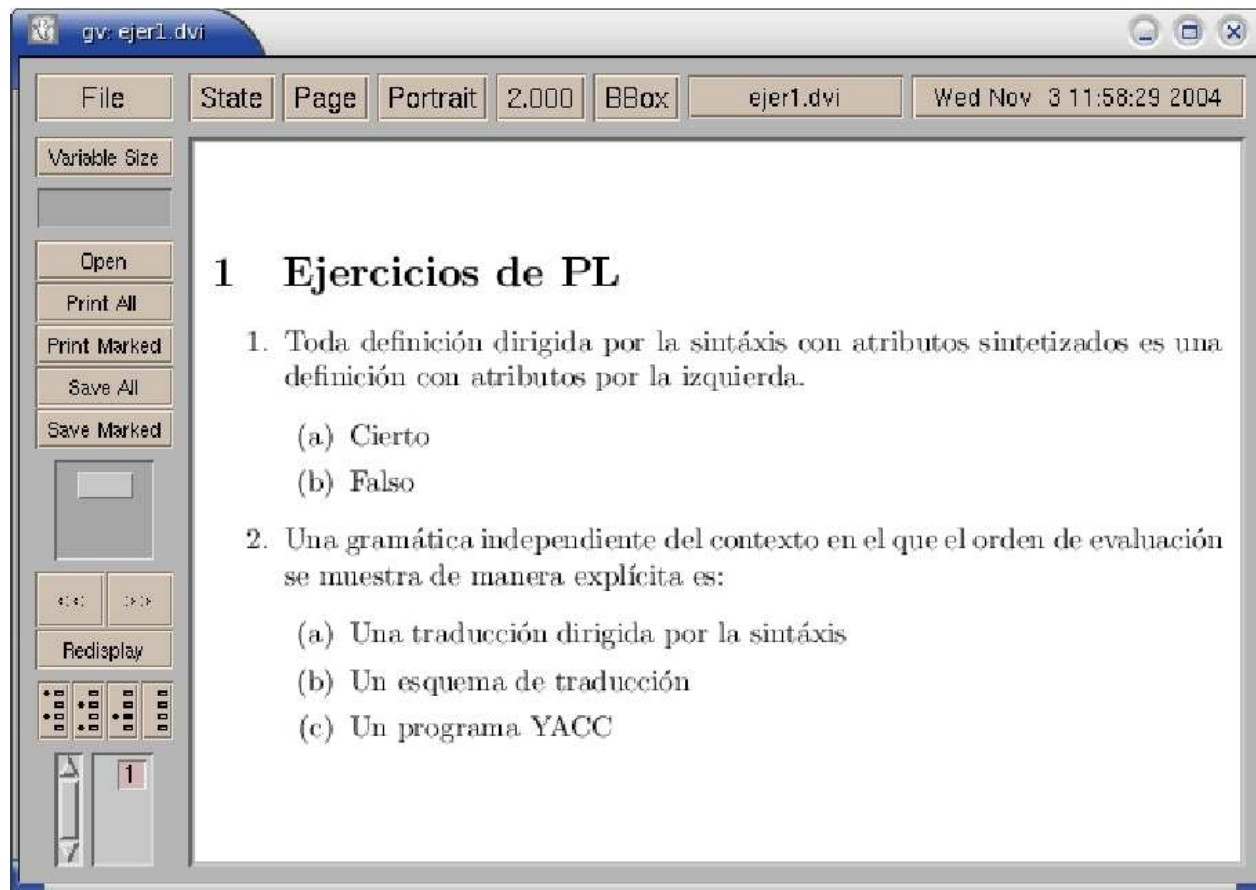 gv: ejer1.dvi
File State Page Portrait 2.000 BBox ejer1.dvi Wed Nov 3 11:58:29 2004
Variable Size
Open
Print All
Print Marked
Save All
Save Marked
<< >>
Redisplay
1
1 Ejercicios de PL
1. Toda definición dirigida por la sintáxis con atributos sintetizados es una
definición con atributos por la izquierda.
(a) Cierto
(b) Falso
2. Una gramática independiente del contexto en el que el orden de evaluación
se muestra de manera explícita es:
(a) Una traducción dirigida por la sintáxis
(b) Un esquema de traducción
(c) Un programa YACC